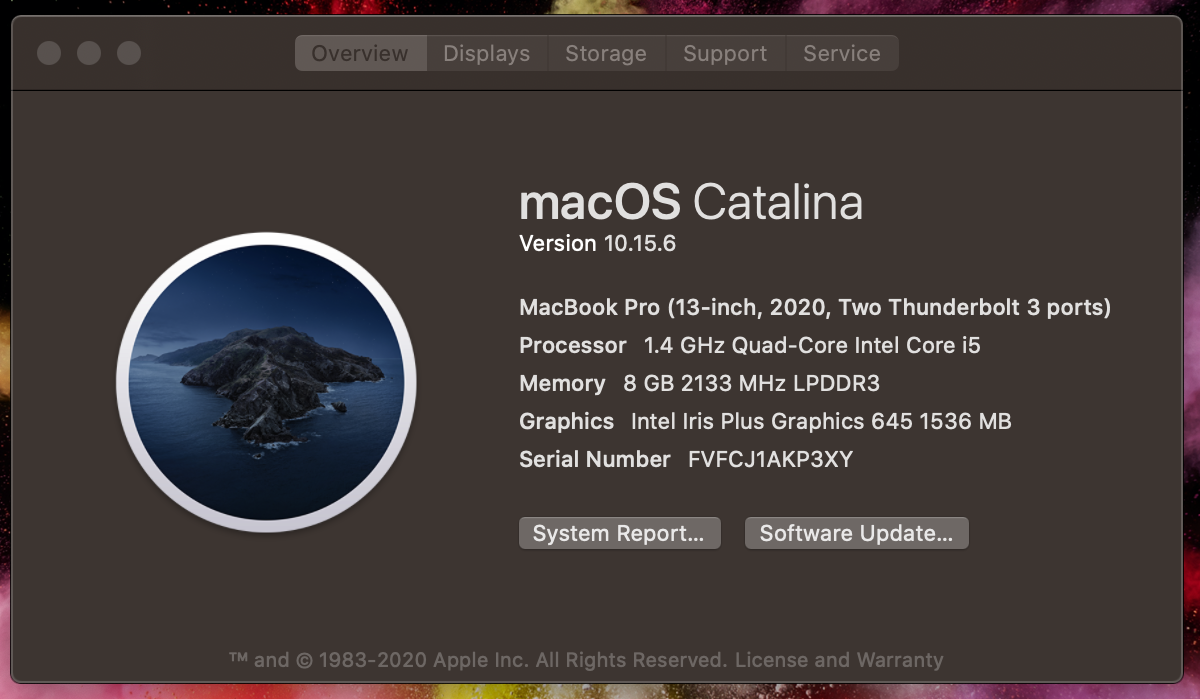 Overview Displays Storage Support Service
macOS Catalina
Version 10.15.6
MacBook Pro (13-inch, 2020, Two Thunderbolt 3 ports)
Processor 1.4 GHz Quad-Core Intel Core i5
Memory 8 GB 2133 MHz LPDDR3
Graphics Intel Iris Plus Graphics 645 1536 MB
Serial Number FVFCJ1AKP3XY
System Report... Software Update...
™ and © 1983-2020 Apple Inc. All Rights Reserved. License and Warranty